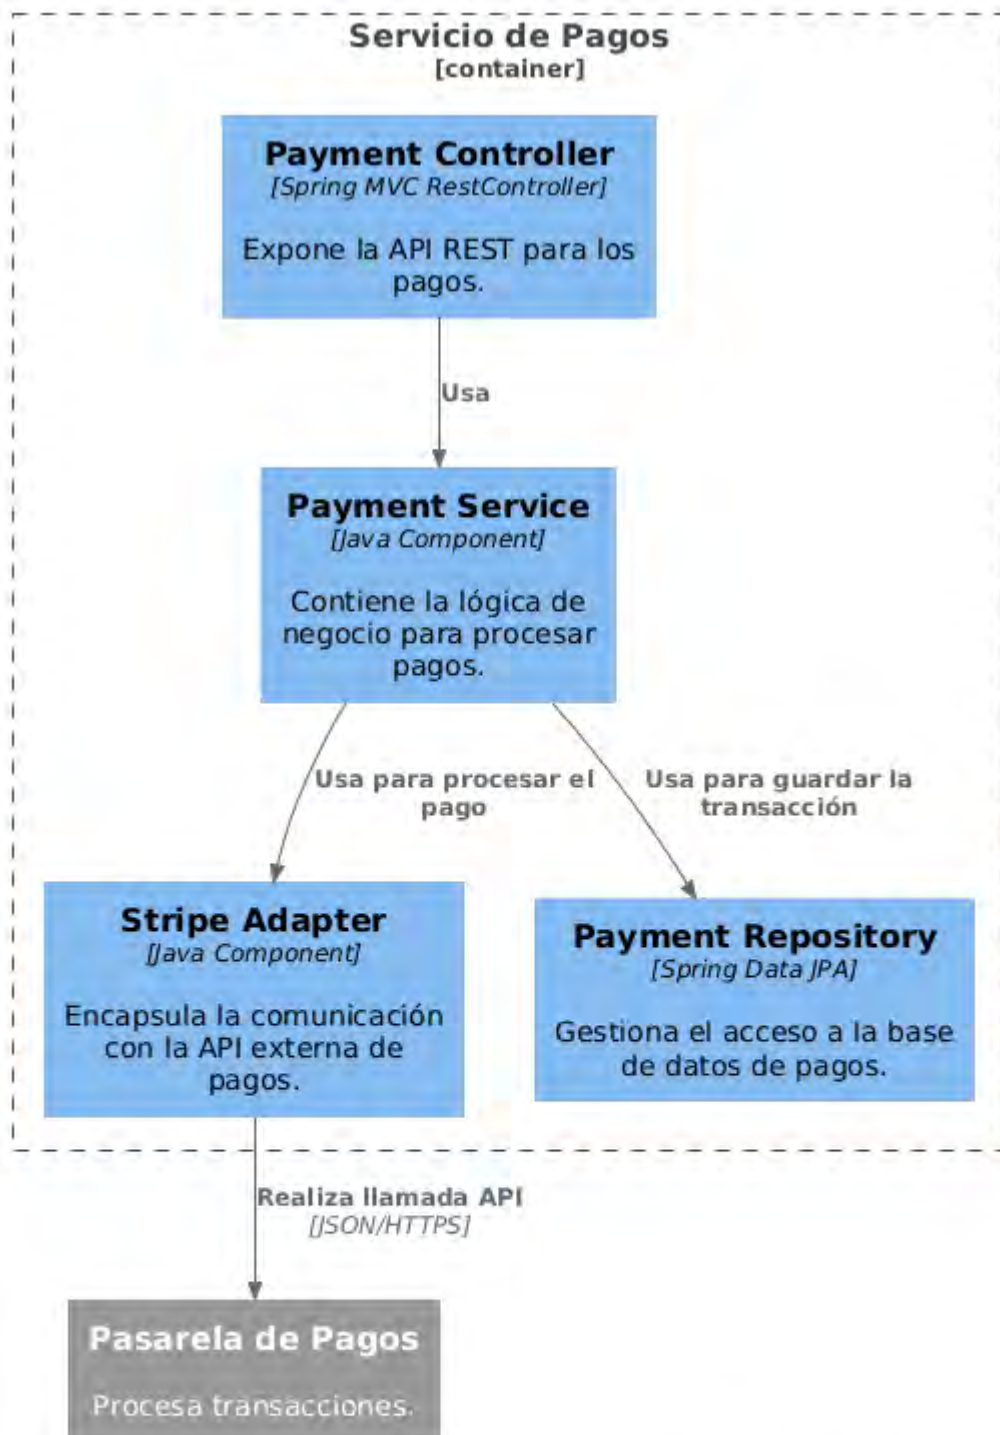 Servicio de Pagos
[container]
Payment Controller
[Spring MVC RestController]
Expone la API REST para los
pagos.
Usa
Payment Service
[Java Component]
Contiene la lógica de
negocio para procesar
pagos.
Usa para procesar el
pago
Usa para guardar la
transacción
Stripe Adapter
[Java Component]
Encapsula la comunicación
con la API externa de
pagos.
Payment Repository
[Spring Data JPA]
Gestiona el acceso a la base
de datos de pagos.
Realiza llamada API
[JSON/HTTPS]
Pasarela de Pagos
Procesa transacciones.